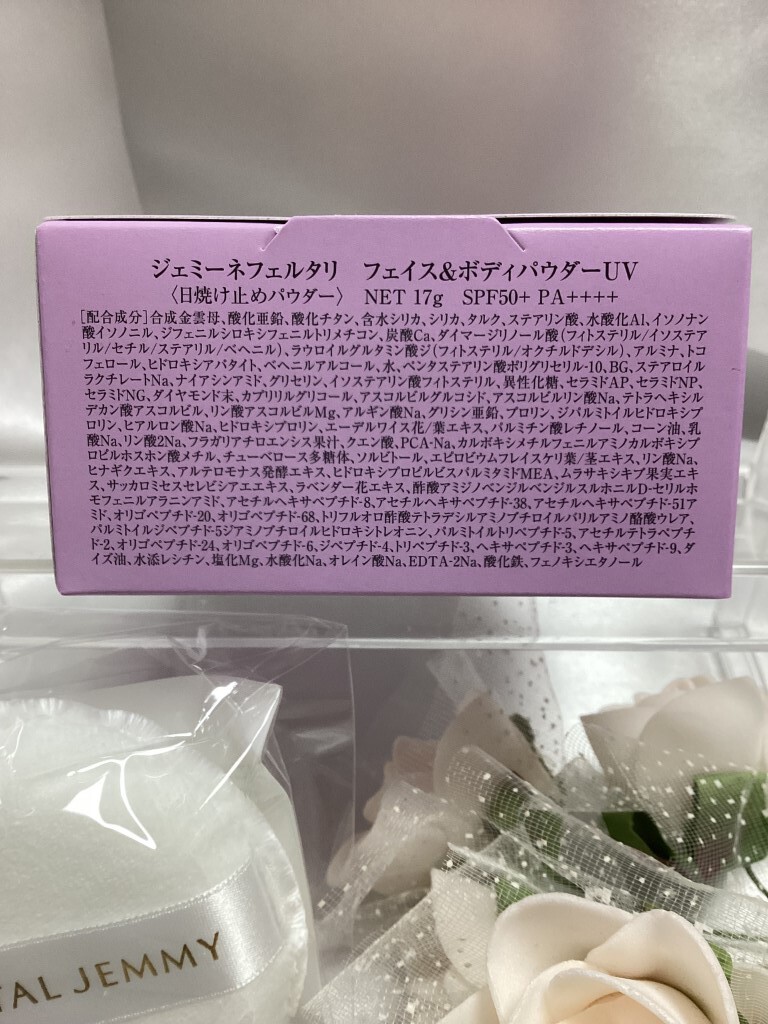 ジェミーネフェルタリ　フェイス&ボディパウダーUV
〈日焼け止めパウダー〉　NET 17g　SPF50+ PA++++
[配合成分]合成金雲母、酸化亜鉛、酸化チタン、含水シリカ、シリカ、タルク、ステアリン酸、水酸化Al、イソノナン
酸イソノニル、ジフェニルシロキシフェニルトリメチコン、炭酸Ca、ダイマージリノール酸(フィトステリル/イソステア
リル/セチル/ステアリル/ベヘニル)、ラウロイルグルタミン酸ジ(フィトステリル/オクチルドデシル)、アルミナ、トコ
フェロール、ヒドロキシアパタイト、ベヘニルアルコール、水、ペンタステアリン酸ポリグリセリル-10、BG、ステアロイル
ラクチレートNa、ナイアシンアミド、グリセリン、イソステアリン酸フィトステリル、異性化糖、セラミドAP、セラミドNP、
セラミドNG、ダイヤモンド末、カプリリルグリコール、アスコルビルグルコシド、アスコルビルリン酸Na、テトラヘキシル
デカン酸アスコルビル、リン酸アスコルビルMg、アルギン酸Na、グリシン亜鉛、プロリン、ジパルミトイルヒドロキシプ
ロリン、ヒアルロン酸Na、ヒドロキシプロリン、エーデルワイス花/葉エキス、パルミチン酸レチノール、コーン油、乳
酸Na、リン酸2Na、フラガリアチロエンシス果汁、クエン酸、PCA-Na、カルボキシメチルフェニルアミノカルボキシプ
ロピルホスホン酸メチル、チューベロース多糖体、ソルビトール、エピロビウムフレイスケリ葉/茎エキス、リン酸Na、
ヒナギクエキス、アルテロモナス発酵エキス、ヒドロキシプロピルビスパルミタミドMEA、ムラサキシキブ果実エキ
ス、サッカロミセスセレビシアエエキス、ラベンダー花エキス、酢酸アミジノベンジルベンジルスルホニルD-セリルホ
モフェニルアラニンアミド、アセチルヘキサペプチド-8、アセチルヘキサペプチド-38、アセチルヘキサペプチド-51アミ
ド、オリゴペプチド-20、オリゴペプチド-68、トリフルオロ酢酸テトラデシルアミノブチロイルバリルアミノ酪酸ウレア、
パルミトイルジペプチド-5ジアミノブチロイルヒドロキシトレオニン、パルミトイルトリペプチド-5、アセチルテトラペプチ
ド-2、オリゴペプチド-24、オリゴペプチド-6、ジペプチド-4、トリペプチド-3、ヘキサペプチド-3、ヘキサペプチド-9、
ダイズ油、水添レシチン、塩化Mg、水酸化Na、オレイン酸Na、EDTA-2Na、酸化鉄、フェノキシエタノール
TAL JEMMY